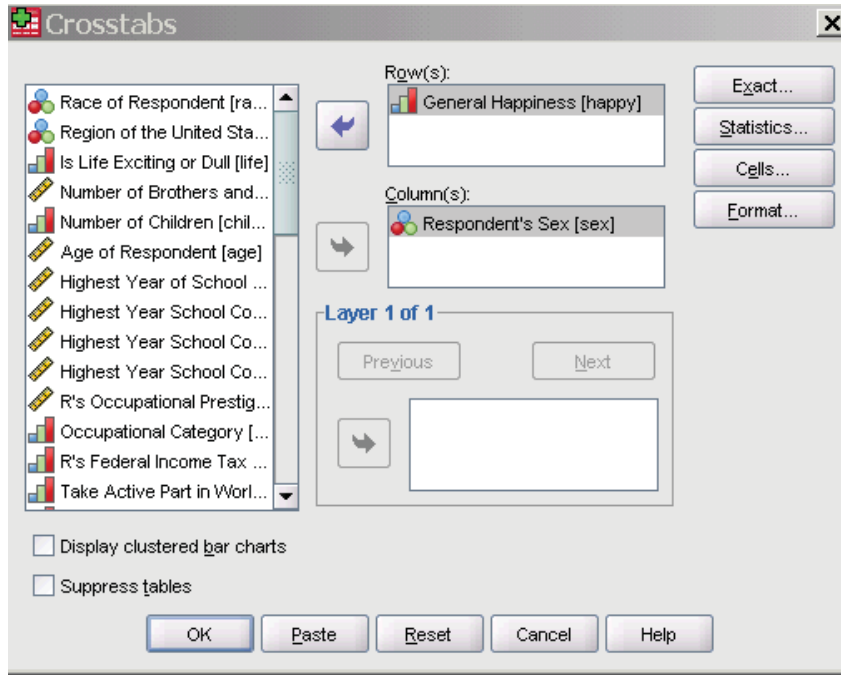 Crosstabs
Race of Respondent [ra...
Region of the United Sta...
Is Life Exciting or Dull [life]
Number of Brothers and...
Number of Children [chil...
Age of Respondent [age]
Highest Year of School ...
Highest Year School Co...
Highest Year School Co...
Highest Year School Co...
R's Occupational Prestig...
Occupational Category [...
R's Federal Income Tax ...
Take Active Part in Worl...
Row(s):
General Happiness [happy]
Column(s):
Respondent's Sex [sex]
Layer 1 of 1
Previous Next
Exact...
Statistics...
Cells...
Format...
Display clustered bar charts
Suppress tables
OK Paste Reset Cancel Help